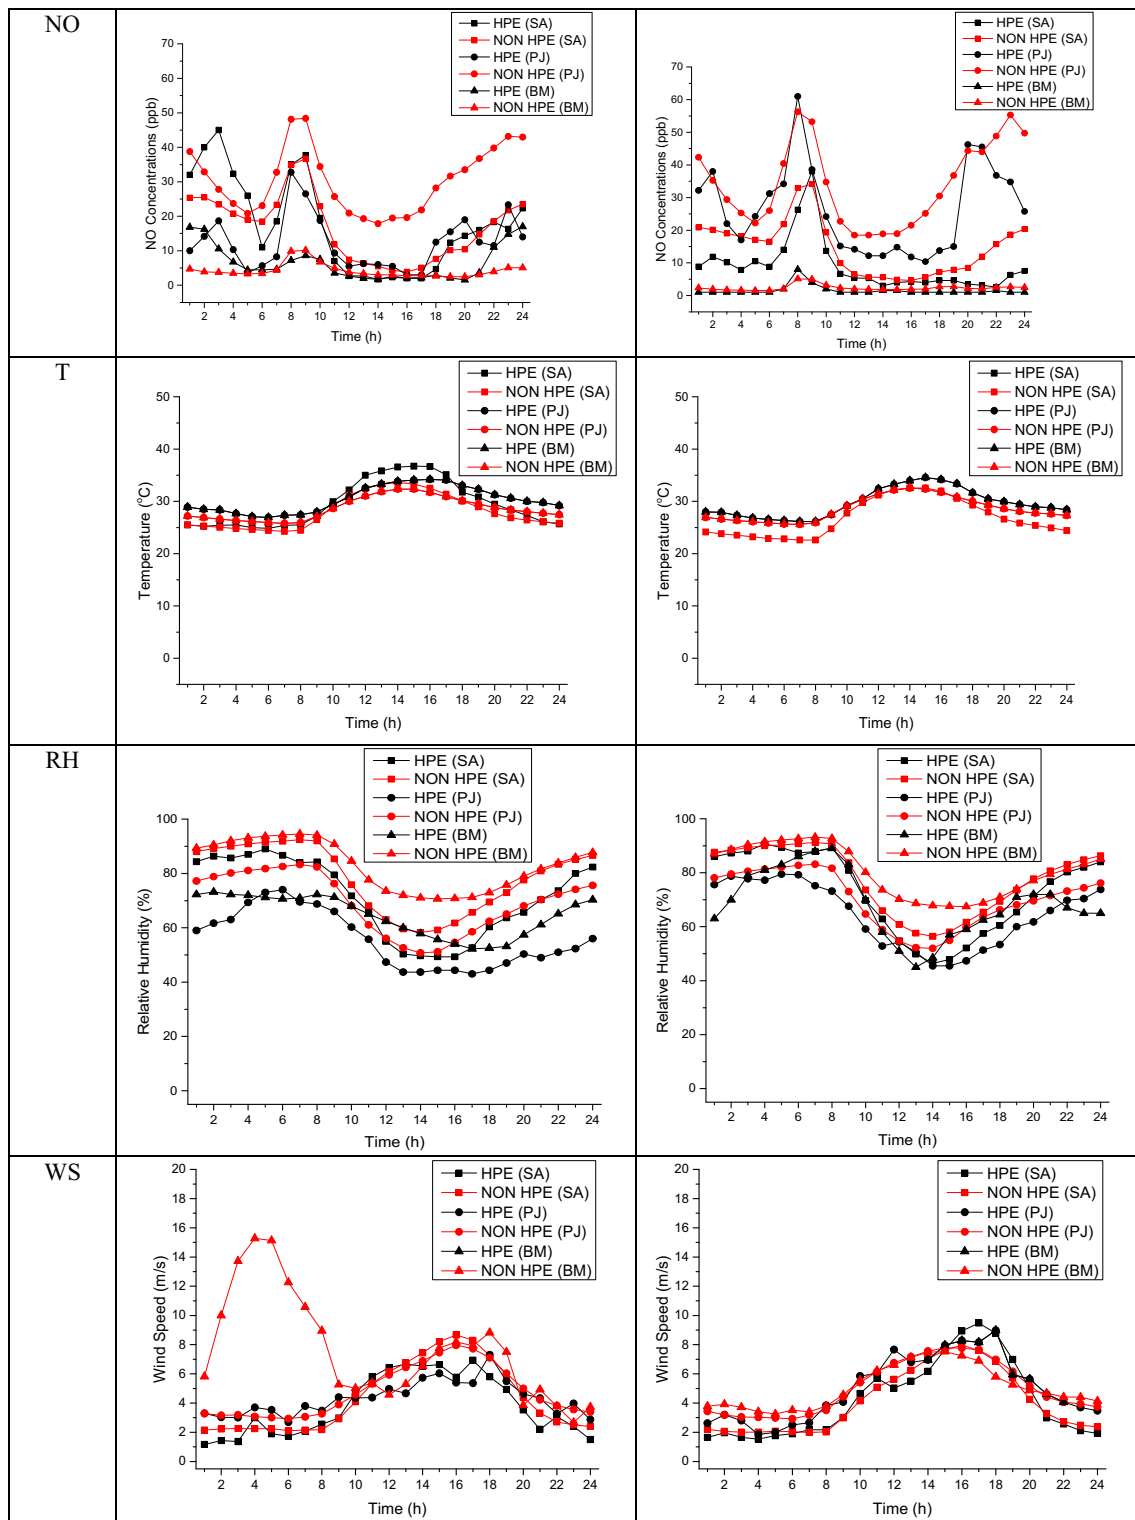 NO
HPE (SA)
NON HPE (SA)
HPE (PJ)
NON HPE (PJ)
HPE (BM)
NON HPE (BM)
70
60
50
40
30
20
10
0
NO Concentrations (ppb)
2 4 6 8 10 12 14 16 18 20 22 24
Time (h)
HPE (SA)
NON HPE (SA)
HPE (PJ)
NON HPE (PJ)
HPE (BM)
NON HPE (BM)
70
60
50
40
30
20
10
0
NO Concentrations (ppb)
2 4 6 8 10 12 14 16 18 20 22 24
Time (h)
T
HPE (SA)
NON HPE (SA)
HPE (PJ)
NON HPE (PJ)
HPE (BM)
NON HPE (BM)
50
40
30
20
10
0
Temperature (°C)
2 4 6 8 10 12 14 16 18 20 22 24
Time (h)
HPE (SA)
NON HPE (SA)
HPE (PJ)
NON HPE (PJ)
HPE (BM)
NON HPE (BM)
50
40
30
20
10
0
Temperature (°C)
2 4 6 8 10 12 14 16 18 20 22 24
Time (h)
RH
HPE (SA)
NON HPE (SA)
HPE (PJ)
NON HPE (PJ)
HPE (BM)
NON HPE (BM)
100
80
60
40
20
0
Relative Humidity (%)
2 4 6 8 10 12 14 16 18 20 22 24
Time (h)
HPE (SA)
NON HPE (SA)
HPE (PJ)
NON HPE (PJ)
HPE (BM)
NON HPE (BM)
100
80
60
40
20
0
Relative Humidity (%)
2 4 6 8 10 12 14 16 18 20 22 24
Time (h)
WS
HPE (SA)
NON HPE (SA)
HPE (PJ)
NON HPE (PJ)
HPE (BM)
NON HPE (BM)
20
18
16
14
12
10
8
6
4
2
0
Wind Speed (m/s)
2 4 6 8 10 12 14 16 18 20 22 24
Time (h)
HPE (SA)
NON HPE (SA)
HPE (PJ)
NON HPE (PJ)
HPE (BM)
NON HPE (BM)
20
18
16
14
12
10
8
6
4
2
0
Wind Speed (m/s)
2 4 6 8 10 12 14 16 18 20 22 24
Time (h)